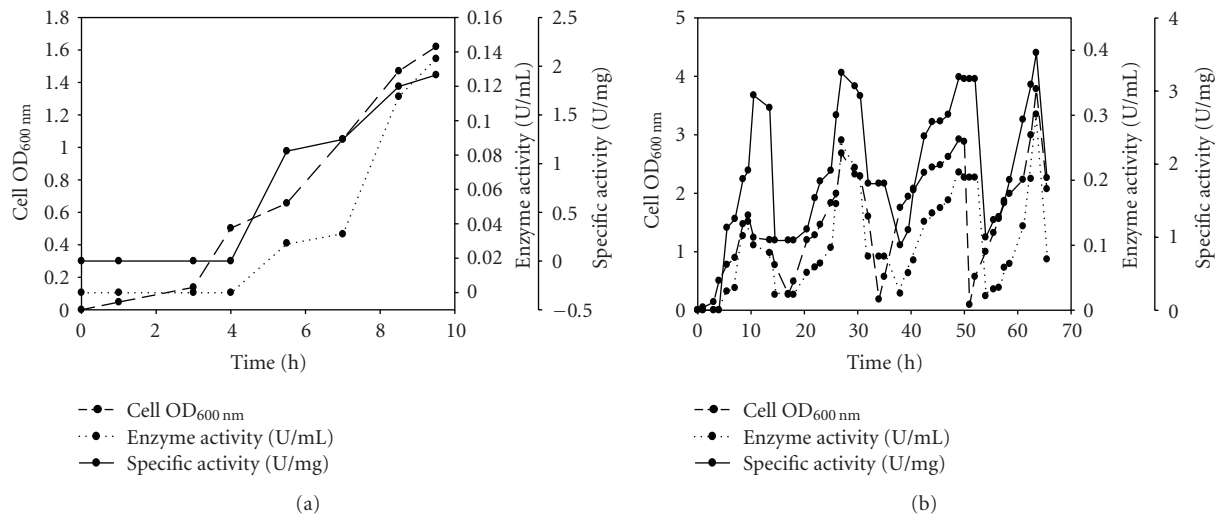 Cell OD600 nm
1.8
1.6
1.4
1.2
1
0.8
0.6
0.4
0.2
0
0 2 4 6 8 10
Time (h)
0.16
0.14
0.12
0.1
0.08
0.06
0.04
0.02
0
Enzyme activity (U/mL)
2.5
2
1.5
1
0.5
0
−0.5
Specific activity (U/mg)
Cell OD600 nm
Enzyme activity (U/mL)
Specific activity (U/mg)
(a)
Cell OD600 nm
5
4
3
2
1
0
0 10 20 30 40 50 60 70
Time (h)
0.4
0.3
0.2
0.1
0
Enzyme activity (U/mL)
4
3
2
1
0
Specific activity (U/mg)
Cell OD600 nm
Enzyme activity (U/mL)
Specific activity (U/mg)
(b)